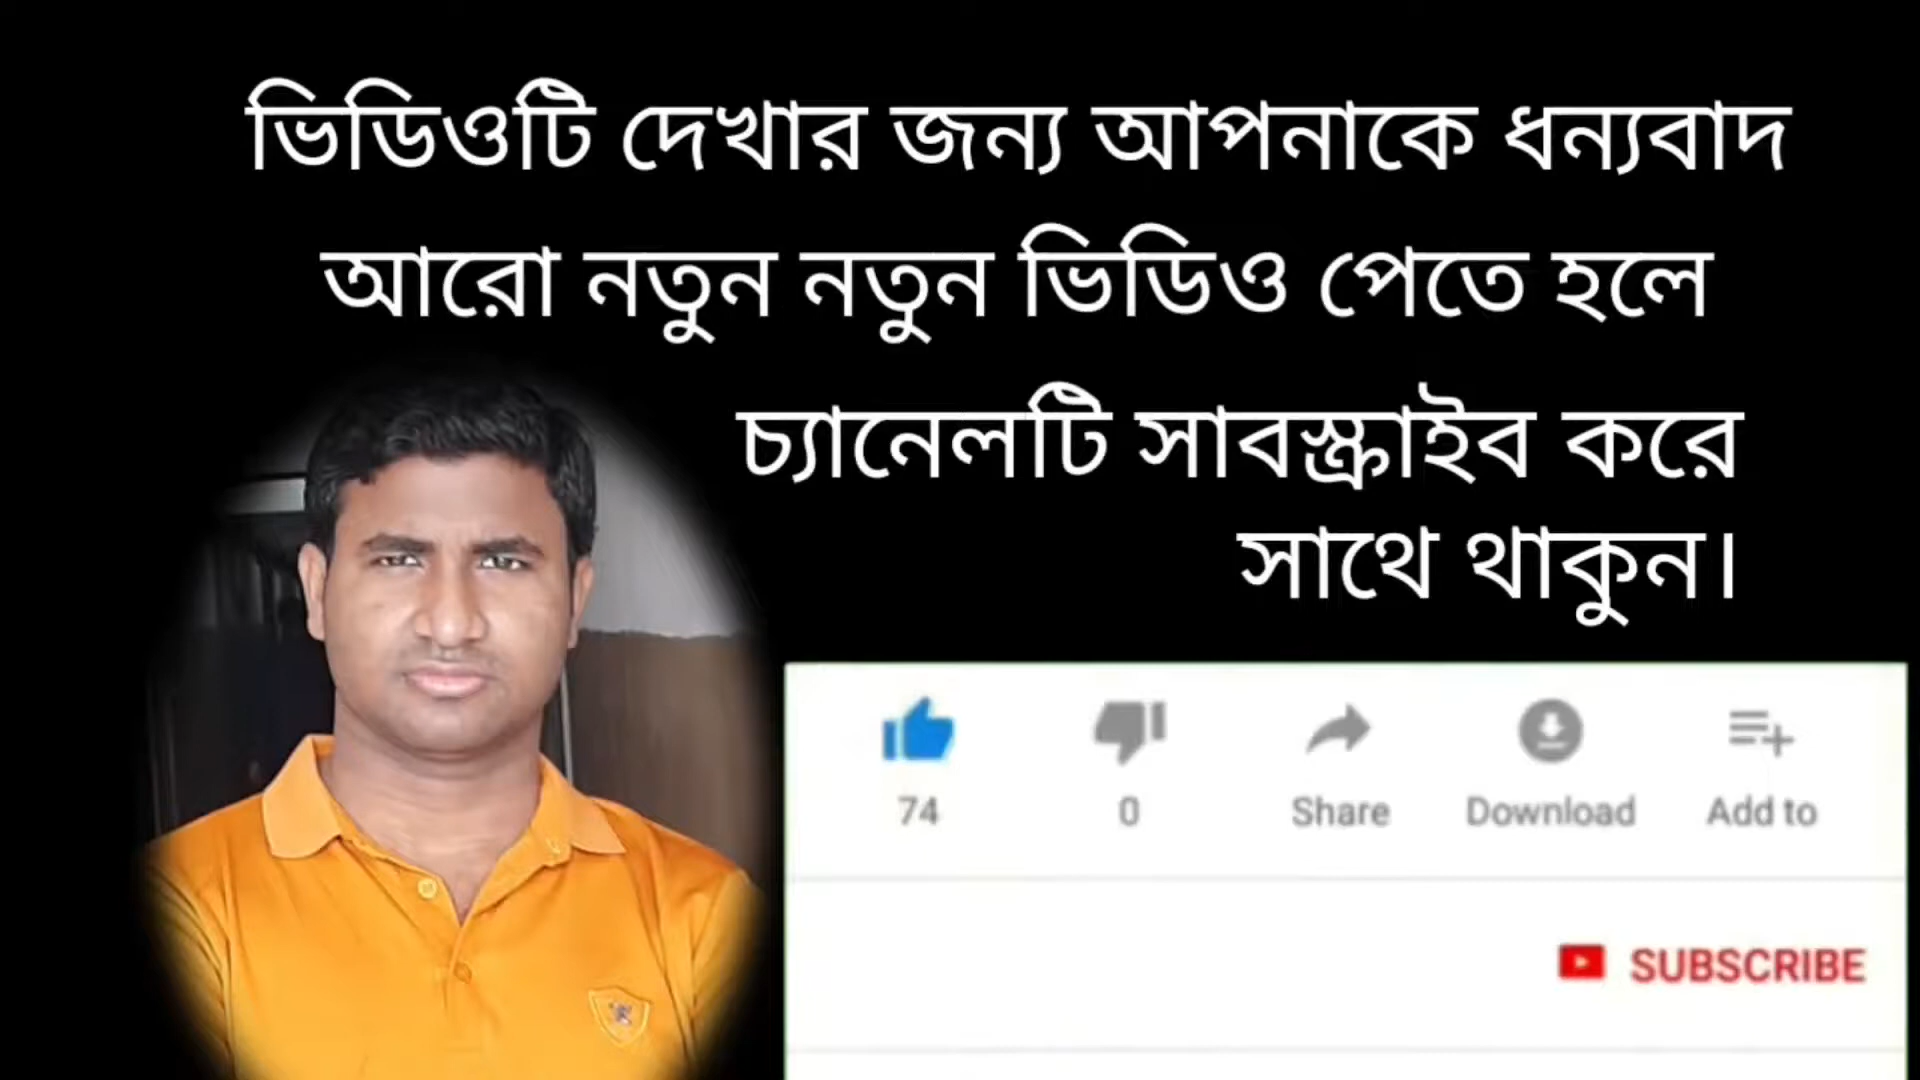 ভিডিওটি দেখার জন্য আপনাকে ধন্যবাদ
আরো নতুন নতুন ভিডিও পেতে হলে
চ্যানেলটি সাবস্ক্রাইব করে
সাথে থাকুন।
74
0
Share
Download
Add to
SUBSCRIBE